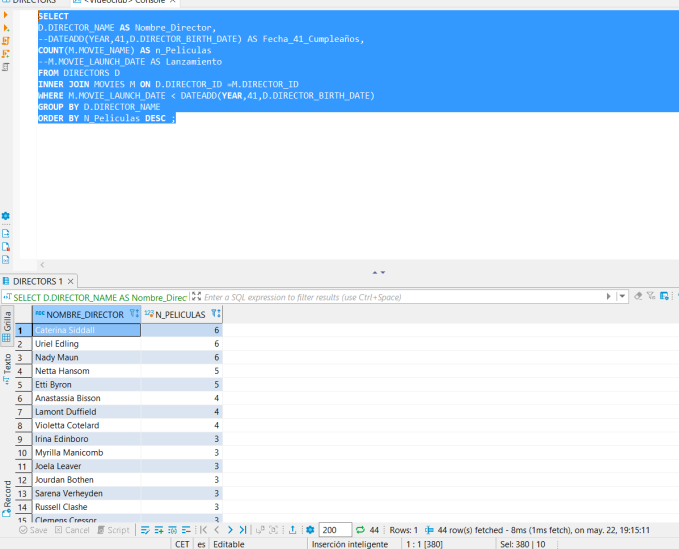 DIRECTORS
<Videoclub> Console
SELECT
D.DIRECTOR_NAME AS Nombre_Director,
--DATEADD(YEAR,41,D.DIRECTOR_BIRTH_DATE) AS Fecha_41_Cumpleaños,
COUNT(M.MOVIE_NAME) AS n_Peliculas
--M.MOVIE_LAUNCH_DATE AS Lanzamiento
FROM DIRECTORS D
INNER JOIN MOVIES M ON D.DIRECTOR_ID =M.DIRECTOR_ID
WHERE M.MOVIE_LAUNCH_DATE < DATEADD(YEAR,41,D.DIRECTOR_BIRTH_DATE)
GROUP BY D.DIRECTOR_NAME
ORDER BY N_Peliculas DESC ;
DIRECTORS 1
SELECT D.DIRECTOR_NAME AS Nombre_Direct
Enter a SQL expression to filter results (use Ctrl+Space)
Grilla
Texto
Record
NOMBRE_DIRECTOR N_PELICULAS
1 Caterina Siddall 6
2 Uriel Edling 6
3 Nady Maun 6
4 Netta Hansom 5
5 Etti Byron 5
6 Anastassia Bisson 4
7 Lamont Duffield 4
8 Violetta Cotelard 4
9 Irina Edinboro 3
10 Myrilla Manicomb 3
11 Joela Leaver 3
12 Jourdan Bothen 3
13 Sarena Verheyden 3
14 Russell Clashe 3
15 Clemens Cressor 3
Save Cancel Script 200 44 Rows: 1 44 row(s) fetched - 8ms (1ms fetch), on may. 22, 19:15:11
CET es Editable Inserción inteligente 1 : 1 [380] Sel: 380 | 10